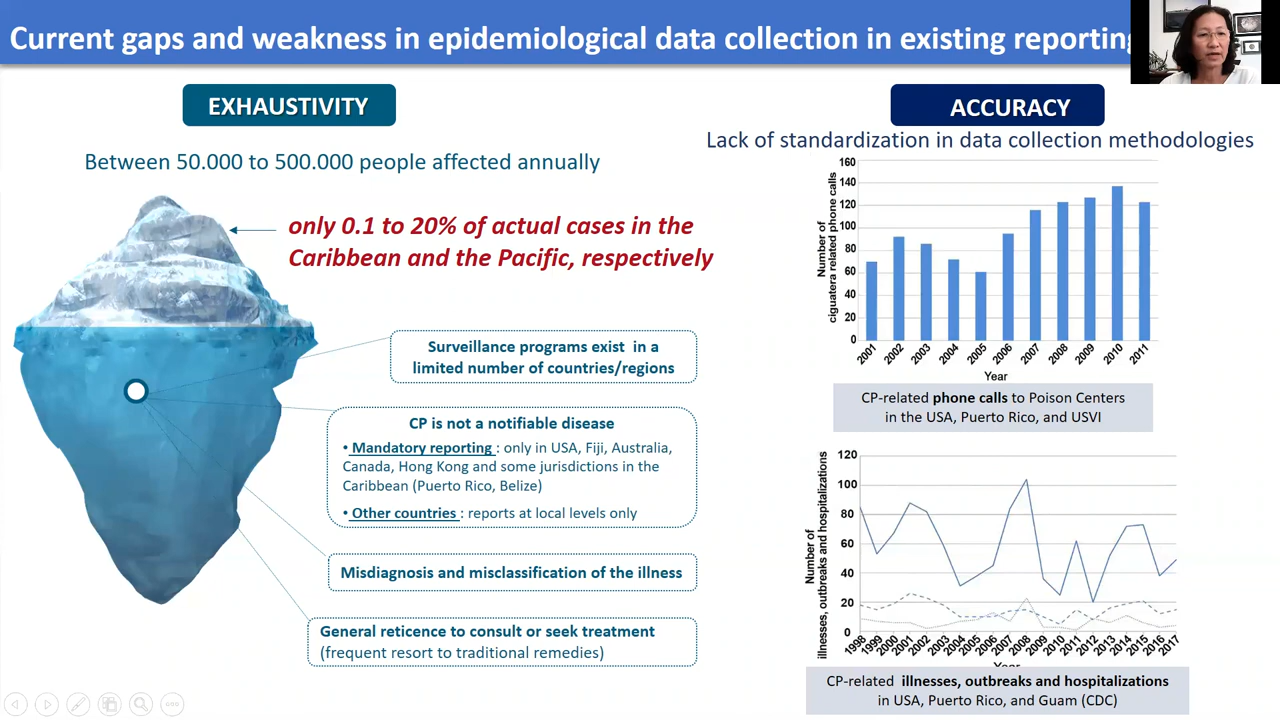 Current gaps and weakness in epidemiological data collection in existing reporting
EXHAUSTIVITY
Between 50.000 to 500.000 people affected annually
only 0.1 to 20% of actual cases in the
Caribbean and the Pacific, respectively
Surveillance programs exist in a
limited number of countries/regions
CP is not a notifiable disease
• Mandatory reporting : only in USA, Fiji, Australia,
Canada, Hong Kong and some jurisdictions in the
Caribbean (Puerto Rico, Belize)
• Other countries : reports at local levels only
Misdiagnosis and misclassification of the illness
General reticence to consult or seek treatment
(frequent resort to traditional remedies)
ACCURACY
Lack of standardization in data collection methodologies
Number of
ciguatera related phone calls
160
140
120
100
80
60
40
20
0
2001 2002 2003 2004 2005 2006 2007 2008 2009 2010 2011
Year
CP-related phone calls to Poison Centers
in the USA, Puerto Rico, and USVI
Number of
illnesses, outbreaks and hospitalizations
120
100
80
60
40
20
0
1998 1999 2000 2001 2002 2003 2004 2005 2006 2007 2008 2009 2010 2011 2012 2013 2014 2015 2016 2017
Year
CP-related illnesses, outbreaks and hospitalizations
in USA, Puerto Rico, and Guam (CDC)